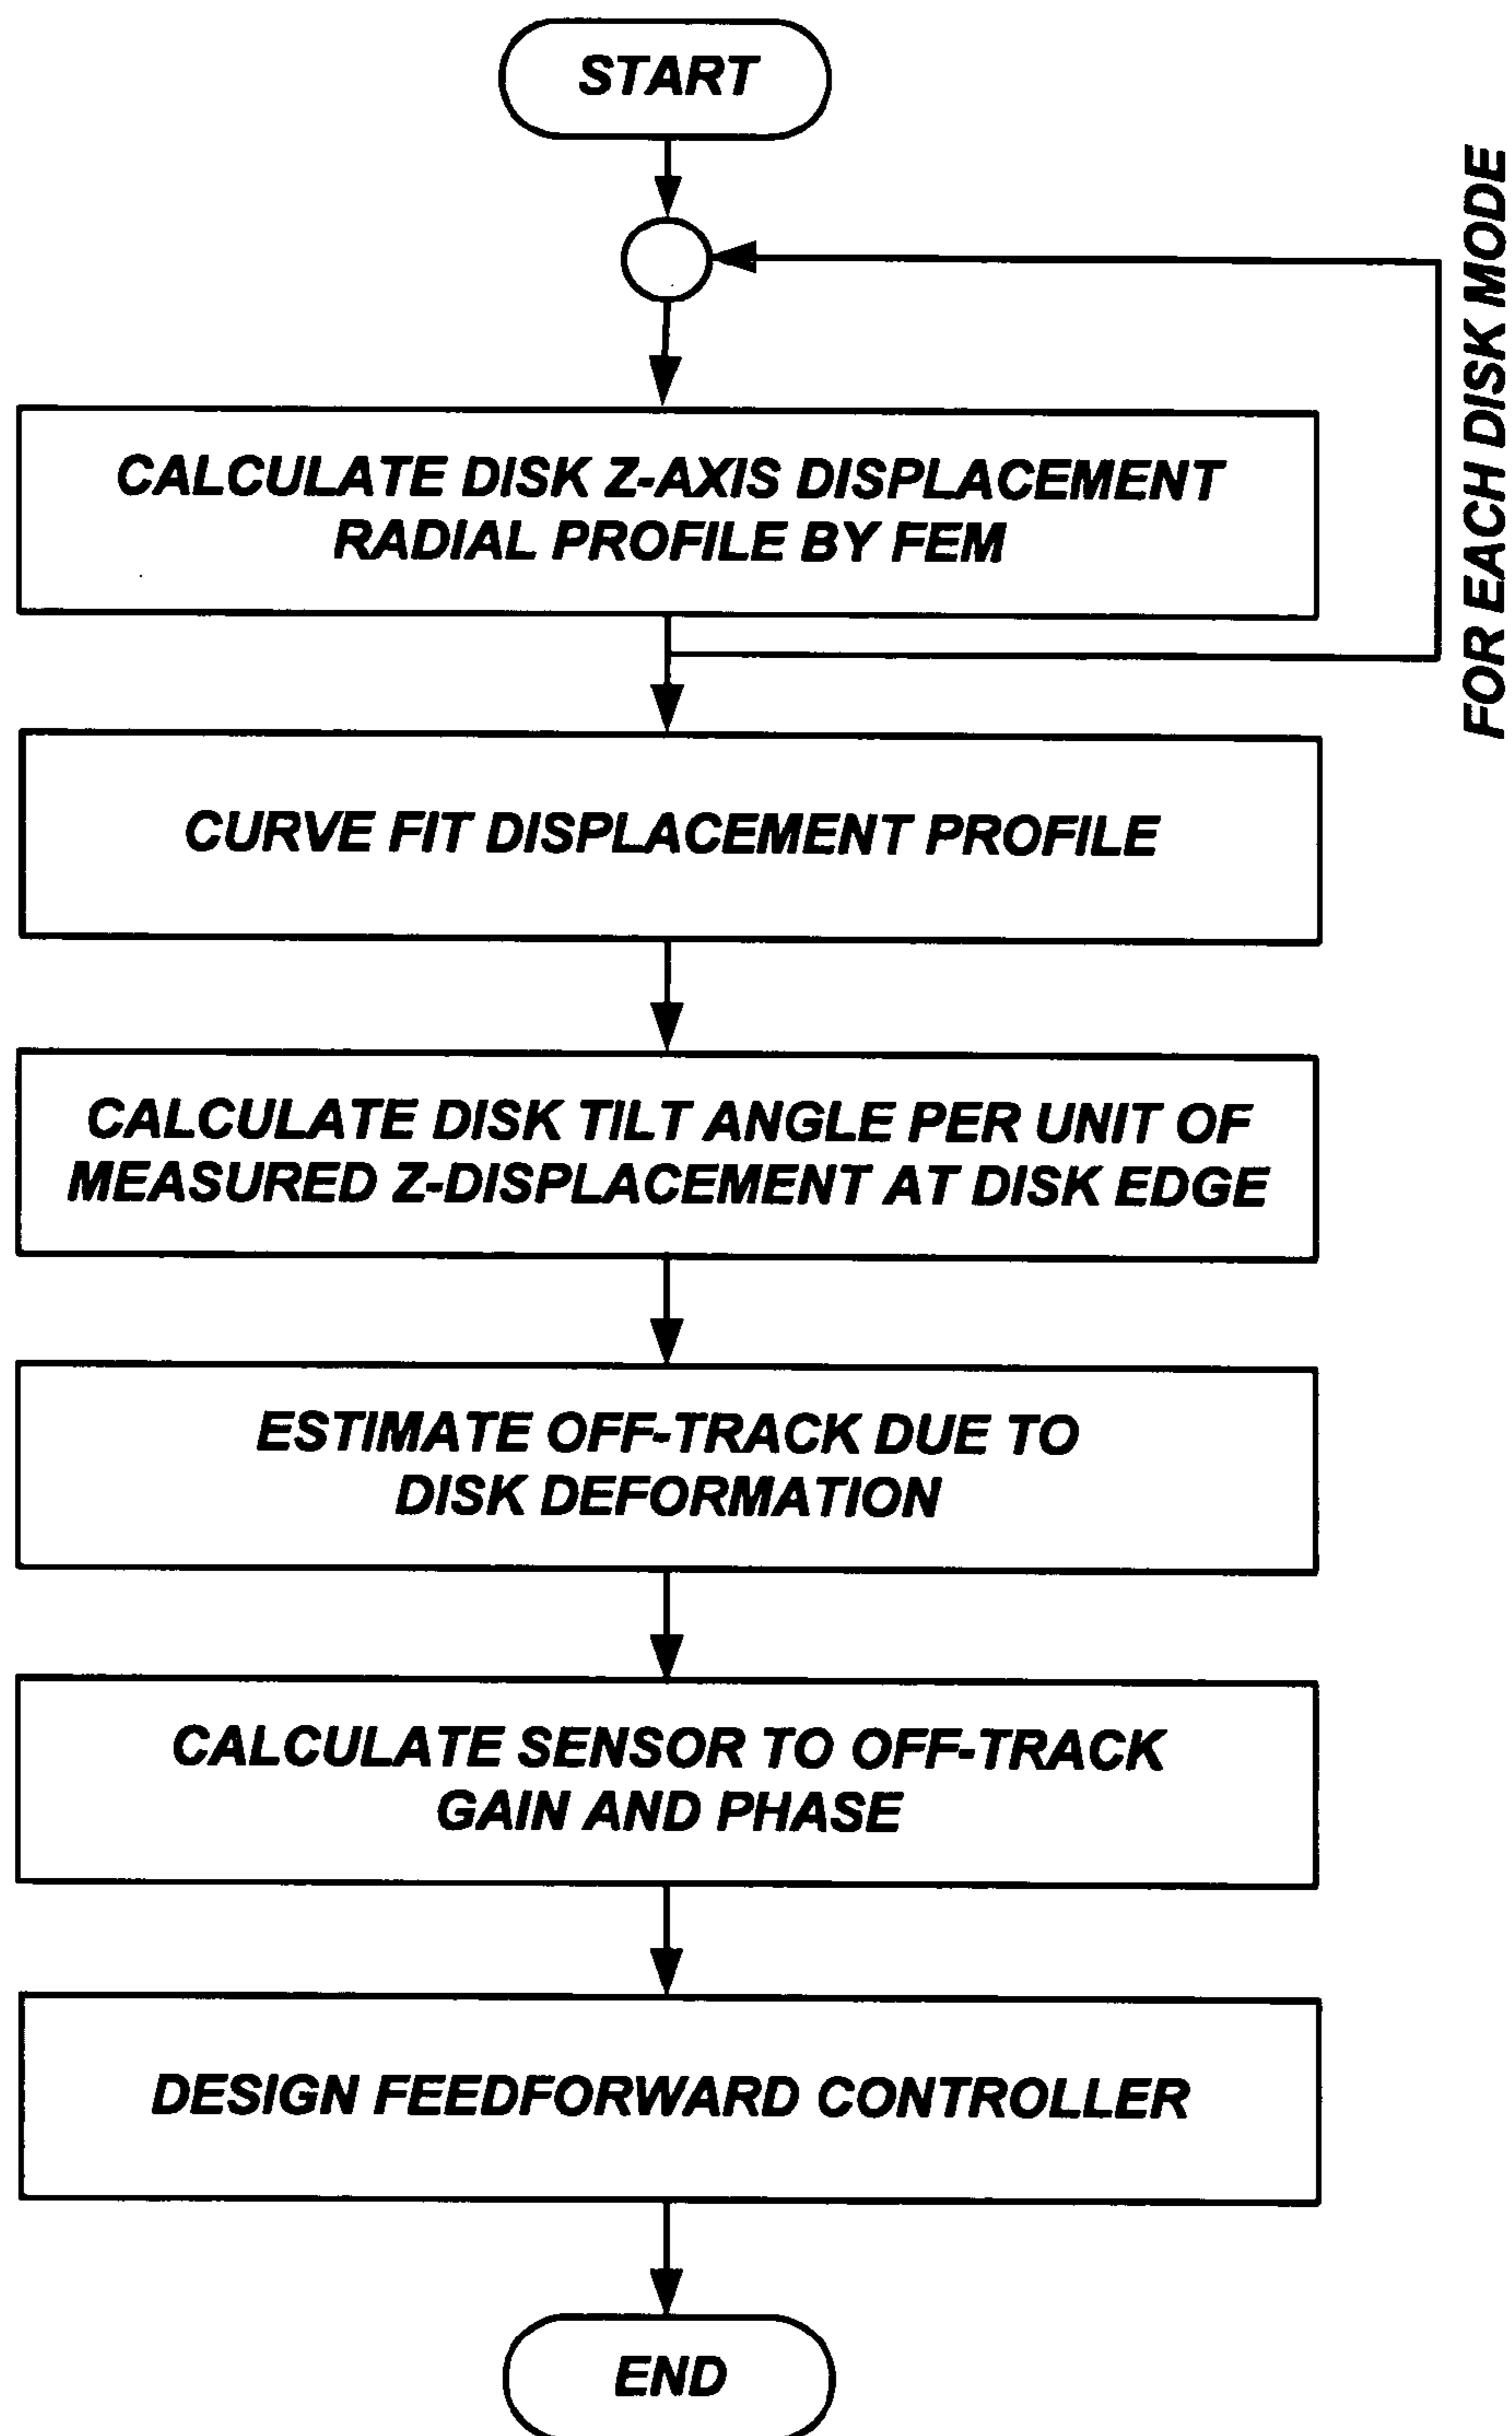 START
FOR EACH DISK MODE
CALCULATE DISK Z-AXIS DISPLACEMENT
RADIAL PROFILE BY FEM
CURVE FIT DISPLACEMENT PROFILE
CALCULATE DISK TILT ANGLE PER UNIT OF
MEASURED Z-DISPLACEMENT AT DISK EDGE
ESTIMATE OFF-TRACK DUE TO
DISK DEFORMATION
CALCULATE SENSOR TO OFF-TRACK
GAIN AND PHASE
DESIGN FEEDFORWARD CONTROLLER
END